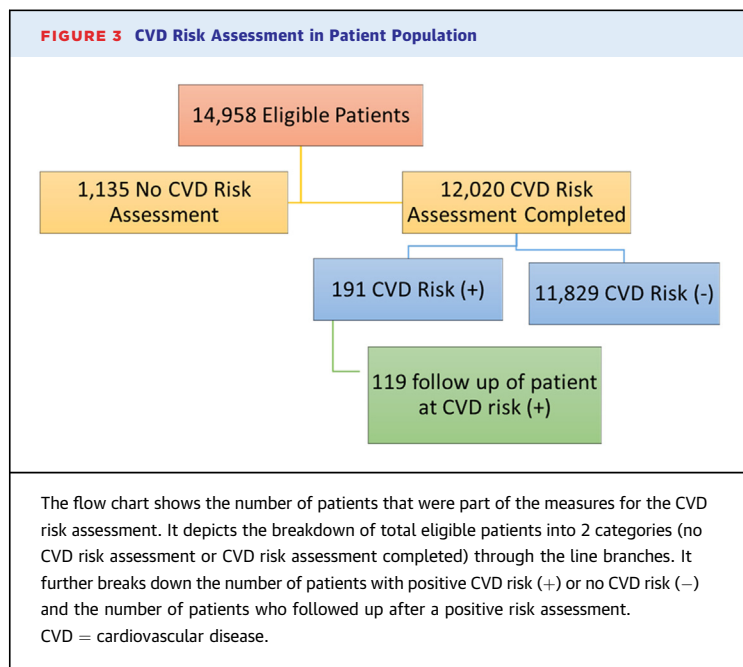 FIGURE 3 CVD Risk Assessment in Patient Population
14,958 Eligible Patients
1,135 No CVD Risk
Assessment
12,020 CVD Risk
Assessment Completed
191 CVD Risk (+)
11,829 CVD Risk (-)
119 follow up of patient
at CVD risk (+)
The flow chart shows the number of patients that were part of the measures for the CVD
risk assessment. It depicts the breakdown of total eligible patients into 2 categories (no
CVD risk assessment or CVD risk assessment completed) through the line branches. It
further breaks down the number of patients with positive CVD risk (+) or no CVD risk (−)
and the number of patients who followed up after a positive risk assessment.
CVD = cardiovascular disease.